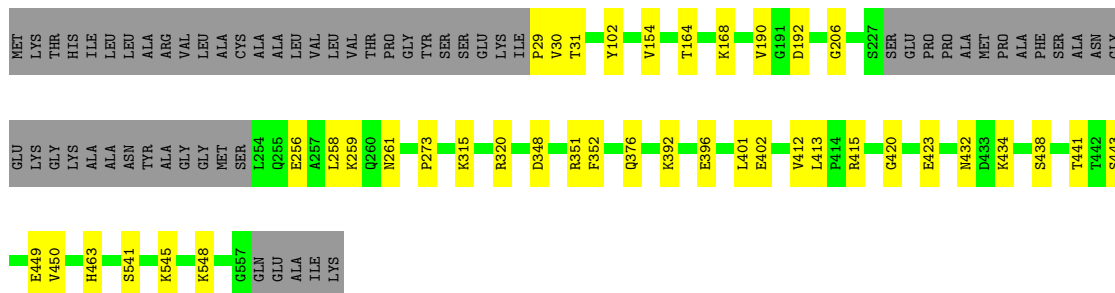 MET LYS THR HIS ILE LEU LEU ALA ARG VAL LEU ALA CYS ALA ALA LEU VAL LEU VAL THR PRO GLY TYR SER SER GLU LYS ILE P29 V30 T31 Y102 V154 T164 K168 V190 G191 D192 G206 S227 SER GLU PRO PRO ALA MET PRO ALA PHE SER ALA ASN GLY
GLU LYS GLY LYS ALA ALA ASN TYR ALA GLY GLY MET SER L254 Q255 E256 A257 L258 K259 Q260 N261 P273 K315 R320 D348 R351 F352 Q376 K392 E396 L401 E402 V412 L413 P414 R415 G420 E423 N432 D433 K434 S438 T441 T442 S443
E449 V450 H463 S541 K545 K548 G557 GLN GLU ALA ILE LYS